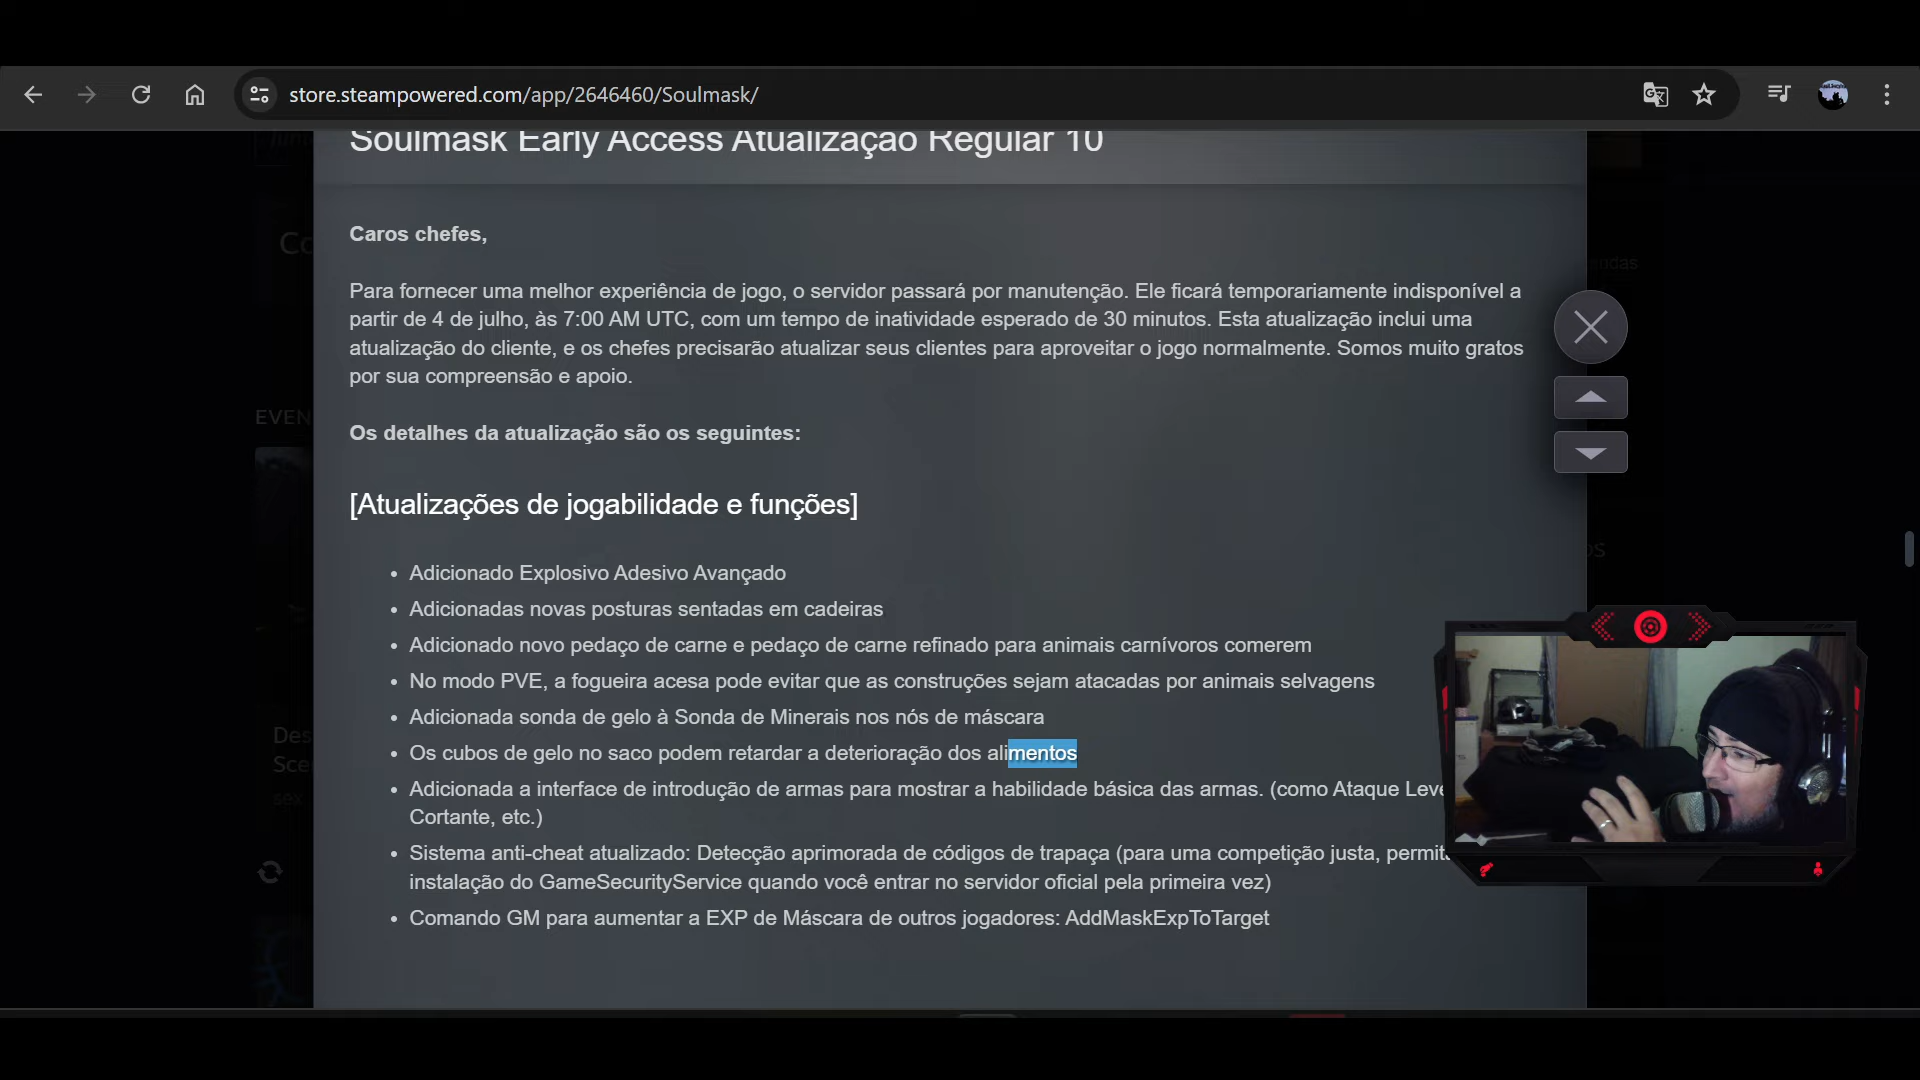 store.steampowered.com/app/2646460/Soulmask/
Soulmask Early Access Atualização Regular 10
Caros chefes,
Para fornecer uma melhor experiência de jogo, o servidor passará por manutenção. Ele ficará temporariamente indisponível a
partir de 4 de julho, às 7:00 AM UTC, com um tempo de inatividade esperado de 30 minutos. Esta atualização inclui uma
atualização do cliente, e os chefes precisarão atualizar seus clientes para aproveitar o jogo normalmente. Somos muito gratos
por sua compreensão e apoio.
Os detalhes da atualização são os seguintes:
EVEN
[Atualizações de jogabilidade e funções]
• Adicionado Explosivo Adesivo Avançado
• Adicionadas novas posturas sentadas em cadeiras
• Adicionado novo pedaço de carne e pedaço de carne refinado para animais carnívoros comerem
• No modo PVE, a fogueira acesa pode evitar que as construções sejam atacadas por animais selvagens
• Adicionada sonda de gelo à Sonda de Minerais nos nós de máscara
• Os cubos de gelo no saco podem retardar a deterioração dos alimentos
• Adicionada a interface de introdução de armas para mostrar a habilidade básica das armas. (como Ataque Leve
Cortante, etc.)
• Sistema anti-cheat atualizado: Detecção aprimorada de códigos de trapaça (para uma competição justa, permit
instalação do GameSecurityService quando você entrar no servidor oficial pela primeira vez)
• Comando GM para aumentar a EXP de Máscara de outros jogadores: AddMaskExpToTarget